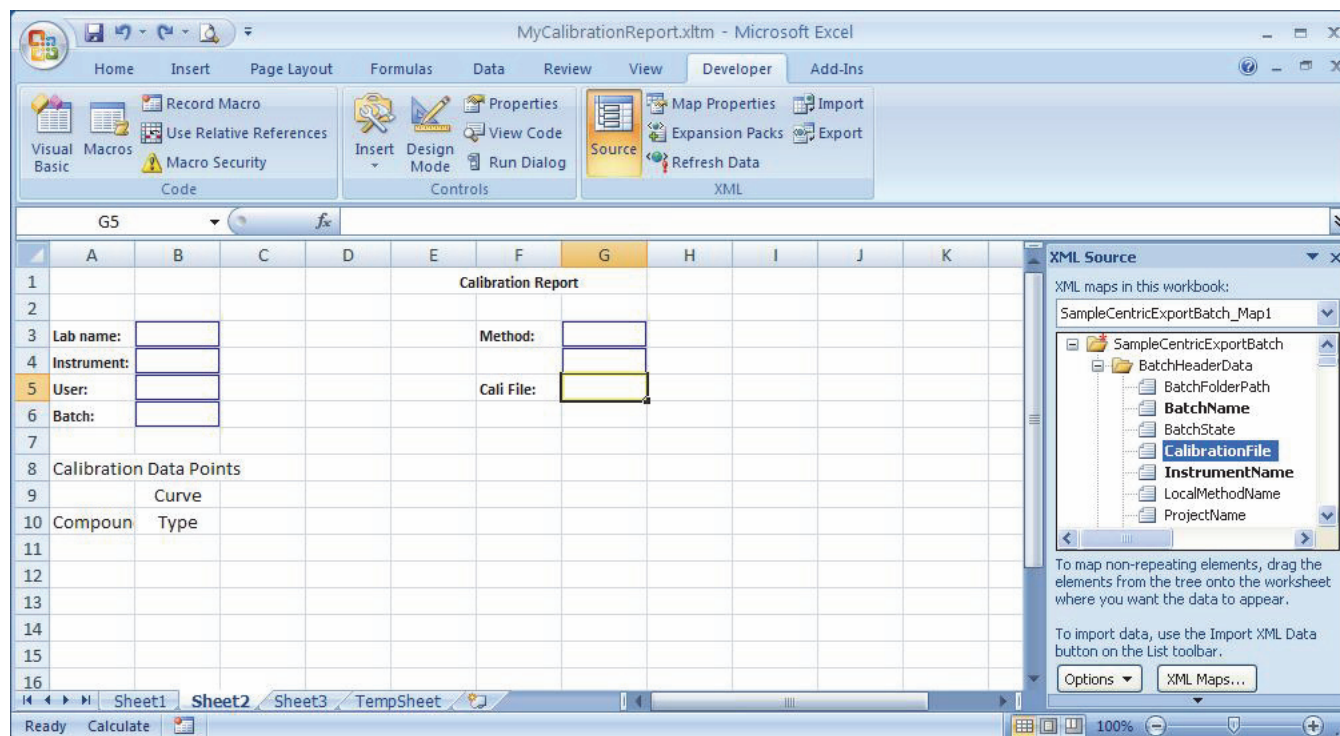 MyCalibrationReport.xltm - Microsoft Excel
Home Insert Page Layout Formulas Data Review View Developer Add-Ins
Visual Basic
Macros
Record Macro
Use Relative References
Macro Security
Code
Insert
Design Mode
Properties
View Code
Run Dialog
Controls
Source
Map Properties
Expansion Packs
Refresh Data
Import
Export
XML
G5 fx
A B C D E F G H I J K
1 Calibration Report
2
3 Lab name: Method:
4 Instrument:
5 User: Cali File:
6 Batch:
7
8 Calibration Data Points
9 Curve
10 Compoun Type
11
12
13
14
15
16
XML Source
XML maps in this workbook:
SampleCentricExportBatch_Map1
SampleCentricExportBatch
BatchHeaderData
BatchFolderPath
BatchName
BatchState
CalibrationFile
InstrumentName
LocalMethodName
ProjectName
To map non-repeating elements, drag the
elements from the tree onto the worksheet
where you want the data to appear.
To import data, use the Import XML Data
button on the List toolbar.
Options XML Maps...
Sheet1 Sheet2 Sheet3 TempSheet
Ready Calculate 100%